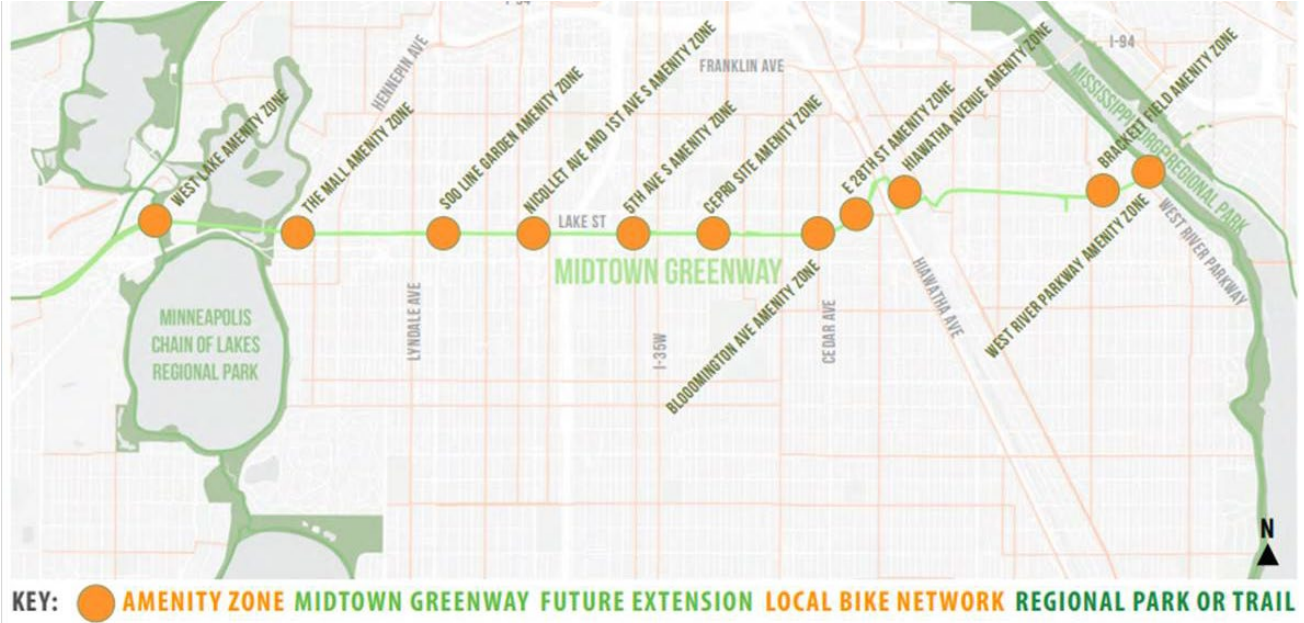 HENNEPIN AVE
FRANKLIN AVE
I-94
WEST LAKE AMENITY ZONE
THE MALL AMENITY ZONE
SOO LINE GARDEN AMENITY ZONE
NICOLLET AVE AND 1ST AVE S AMENITY ZONE
5TH AVE S AMENITY ZONE
CEPRO SITE AMENITY ZONE
E 28TH ST AMENITY ZONE
HIAWATHA AVENUE AMENITY ZONE
BRACKETT FIELD AMENITY ZONE
MISSISSIPPI GORGE REGIONAL PARK
LAKE ST
MIDTOWN GREENWAY
BLOOOMINGTON AVE AMENITY ZONE
WEST RIVER PARKWAY AMENITY ZONE
WEST RIVER PARKWAY
LYNDALE AVE
I-35W
CEDAR AVE
HIAWATHA AVE
MINNEAPOLIS
CHAIN OF LAKES
REGIONAL PARK
N
KEY: AMENITY ZONE MIDTOWN GREENWAY FUTURE EXTENSION LOCAL BIKE NETWORK REGIONAL PARK OR TRAIL